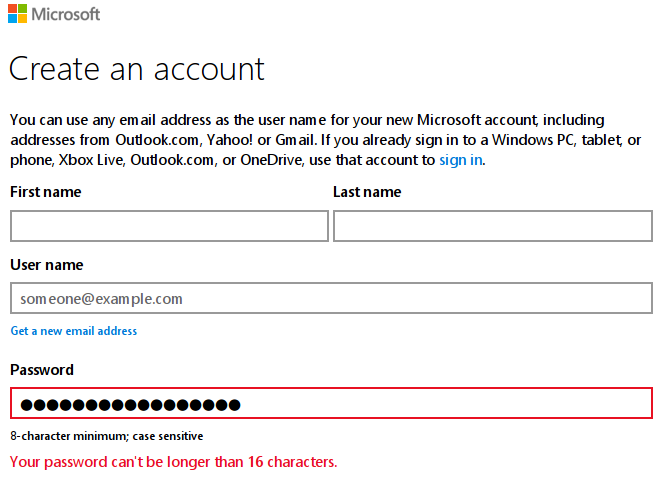 Microsoft
Create an account
You can use any email address as the user name for your new Microsoft account, including
addresses from Outlook.com, Yahoo! or Gmail. If you already sign in to a Windows PC, tablet, or
phone, Xbox Live, Outlook.com, or OneDrive, use that account to sign in.
First name Last name
User name
someone@example.com
Get a new email address
Password
●●●●●●●●●●●●●●●●●
8-character minimum; case sensitive
Your password can't be longer than 16 characters.